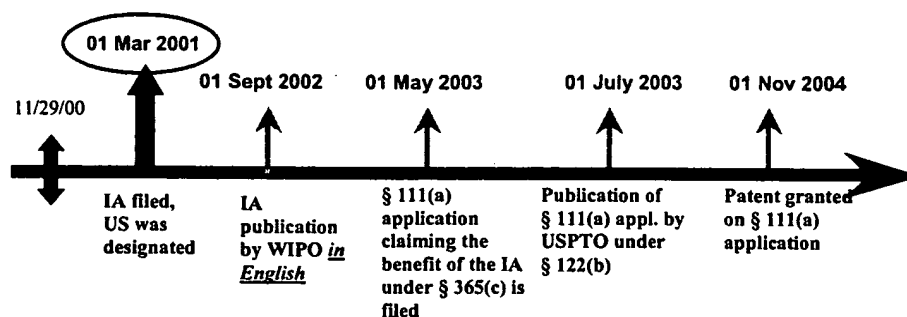 01 Mar 2001
01 Sept 2002
01 May 2003
01 July 2003
01 Nov 2004
11/29/00
IA filed,
US was
designated
IA
publication
by WIPO in
English
§ 111(a)
application
claiming the
benefit of the IA
under § 365(c) is
filed
Publication of
§ 111(a) appl. by
USPTO under
§ 122(b)
Patent granted
on § 111(a)
application